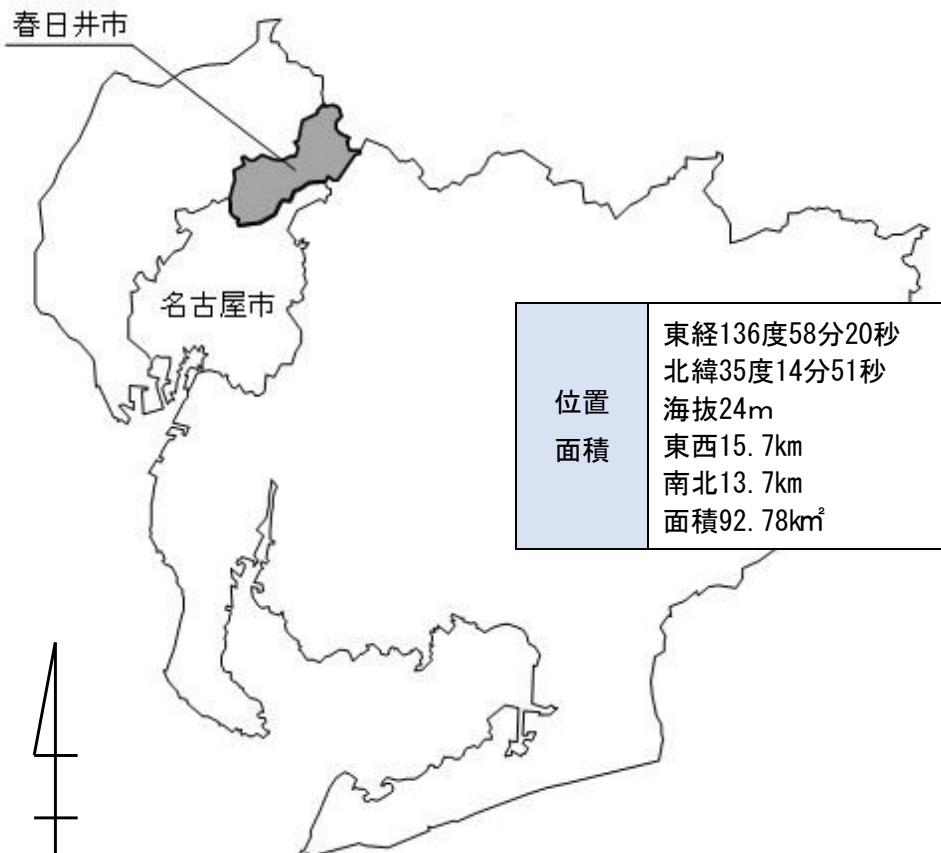 春日井市
名古屋市
位置
面積
東経136度58分20秒
北緯35度14分51秒
海抜24m
東西15.7km
南北13.7km
面積92.78k㎡